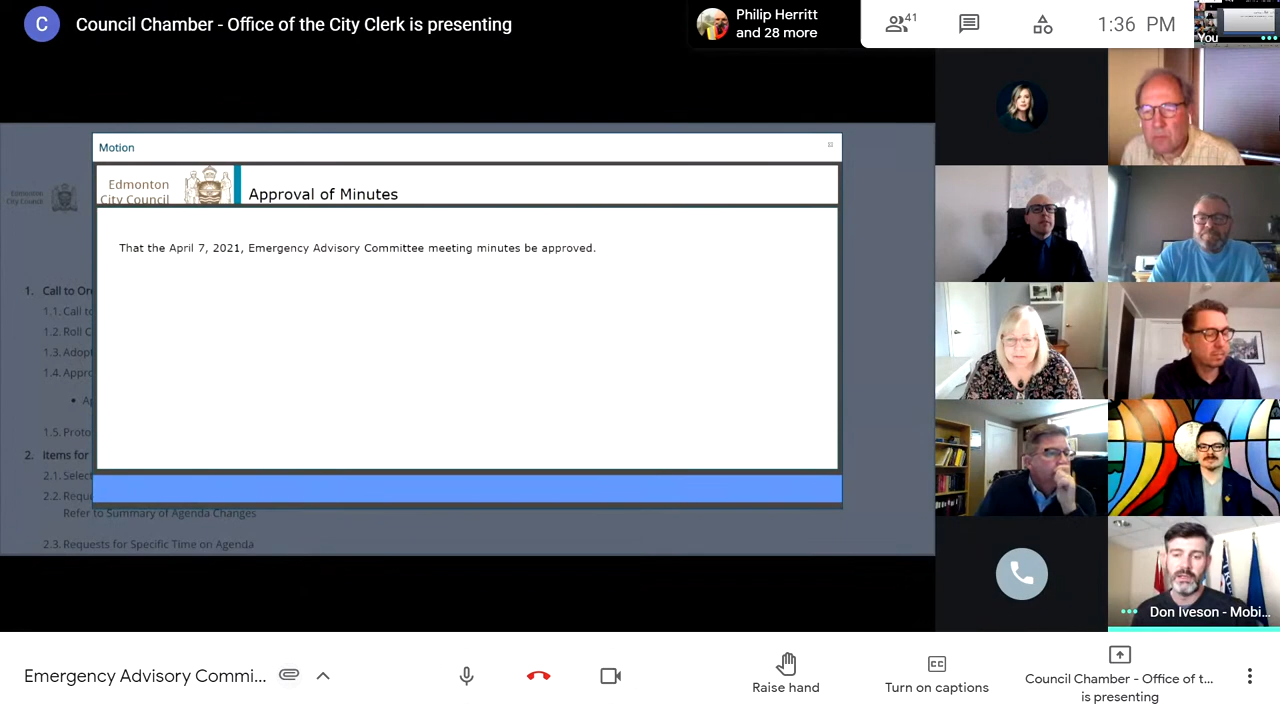 C
Council Chamber - Office of the City Clerk is presenting
Philip Herritt
and 28 more
41
1:36 PM
You
Motion
Edmonton
City Council
Approval of Minutes
That the April 7, 2021, Emergency Advisory Committee meeting minutes be approved.
Edmonton
City Council
1. Call to Or
1.1. Call to
1.2. Roll C
1.3. Adopt
1.4. Appro
1.5. Proto
2. Items for
2.1. Select
2.2. Reque
Refer to Summary of Agenda Changes
2.3. Requests for Specific Time on Agenda
Don Iveson - Mobi...
Emergency Advisory Commi...
Raise hand
CC
Turn on captions
Council Chamber - Office of t...
is presenting